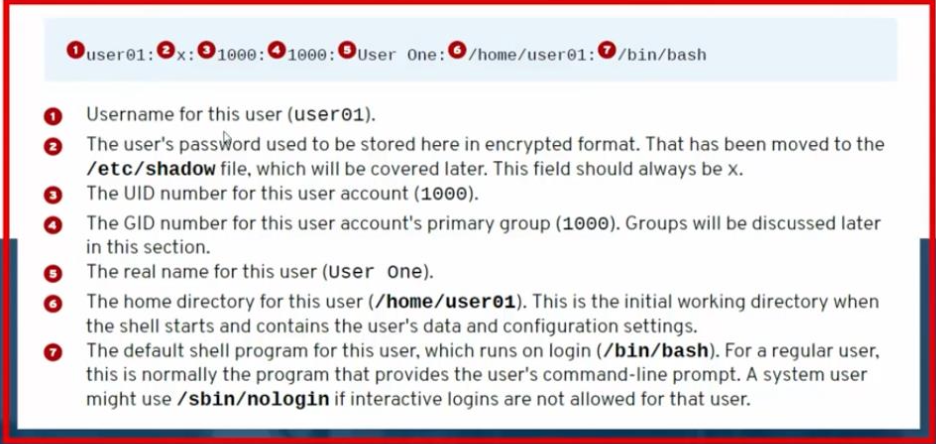 1user01:2x:31000:41000:5User One:6/home/user01:7/bin/bash
1 Username for this user (user01).
2 The user's password used to be stored here in encrypted format. That has been moved to the
/etc/shadow file, which will be covered later. This field should always be x.
3 The UID number for this user account (1000).
4 The GID number for this user account's primary group (1000). Groups will be discussed later
in this section.
5 The real name for this user (User One).
6 The home directory for this user (/home/user01). This is the initial working directory when
the shell starts and contains the user's data and configuration settings.
7 The default shell program for this user, which runs on login (/bin/bash). For a regular user,
this is normally the program that provides the user's command-line prompt. A system user
might use /sbin/nologin if interactive logins are not allowed for that user.